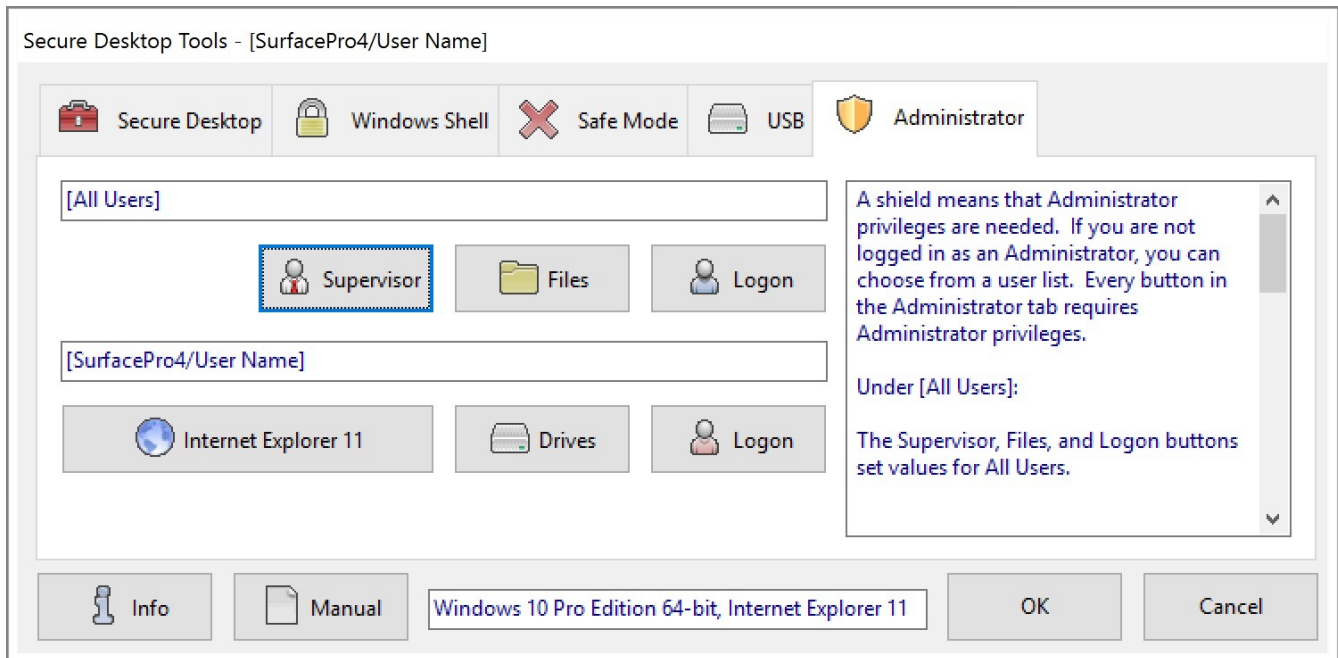 Secure Desktop Tools - [SurfacePro4/User Name]
Secure Desktop
Windows Shell
Safe Mode
USB
Administrator
[All Users]
Supervisor
Files
Logon
[SurfacePro4/User Name]
Internet Explorer 11
Drives
Logon
A shield means that Administrator
privileges are needed.  If you are not
logged in as an Administrator, you can
choose from a user list.  Every button in
the Administrator tab requires
Administrator privileges.
Under [All Users]:
The Supervisor, Files, and Logon buttons
set values for All Users.
Info
Manual
Windows 10 Pro Edition 64-bit, Internet Explorer 11
OK
Cancel